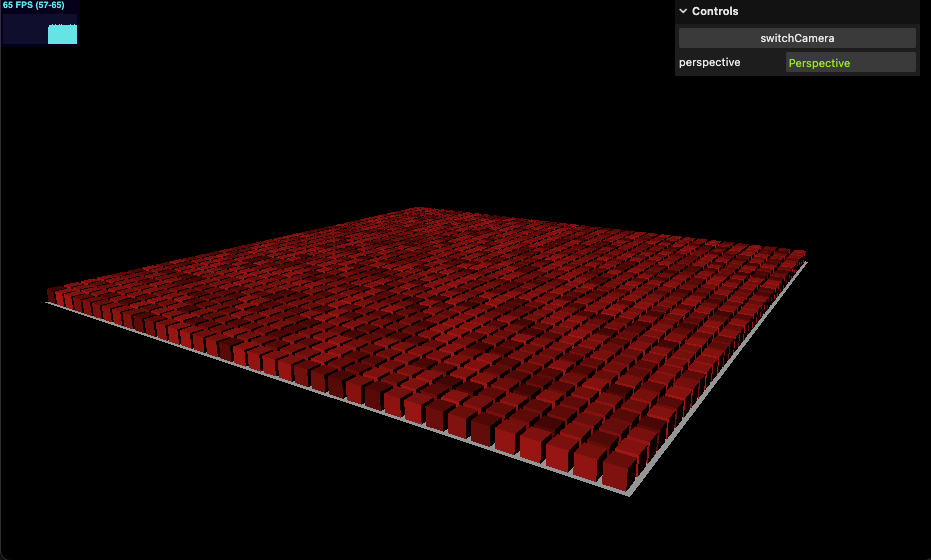 65 FPS (57-65)
Controls
switchCamera
perspective Perspective